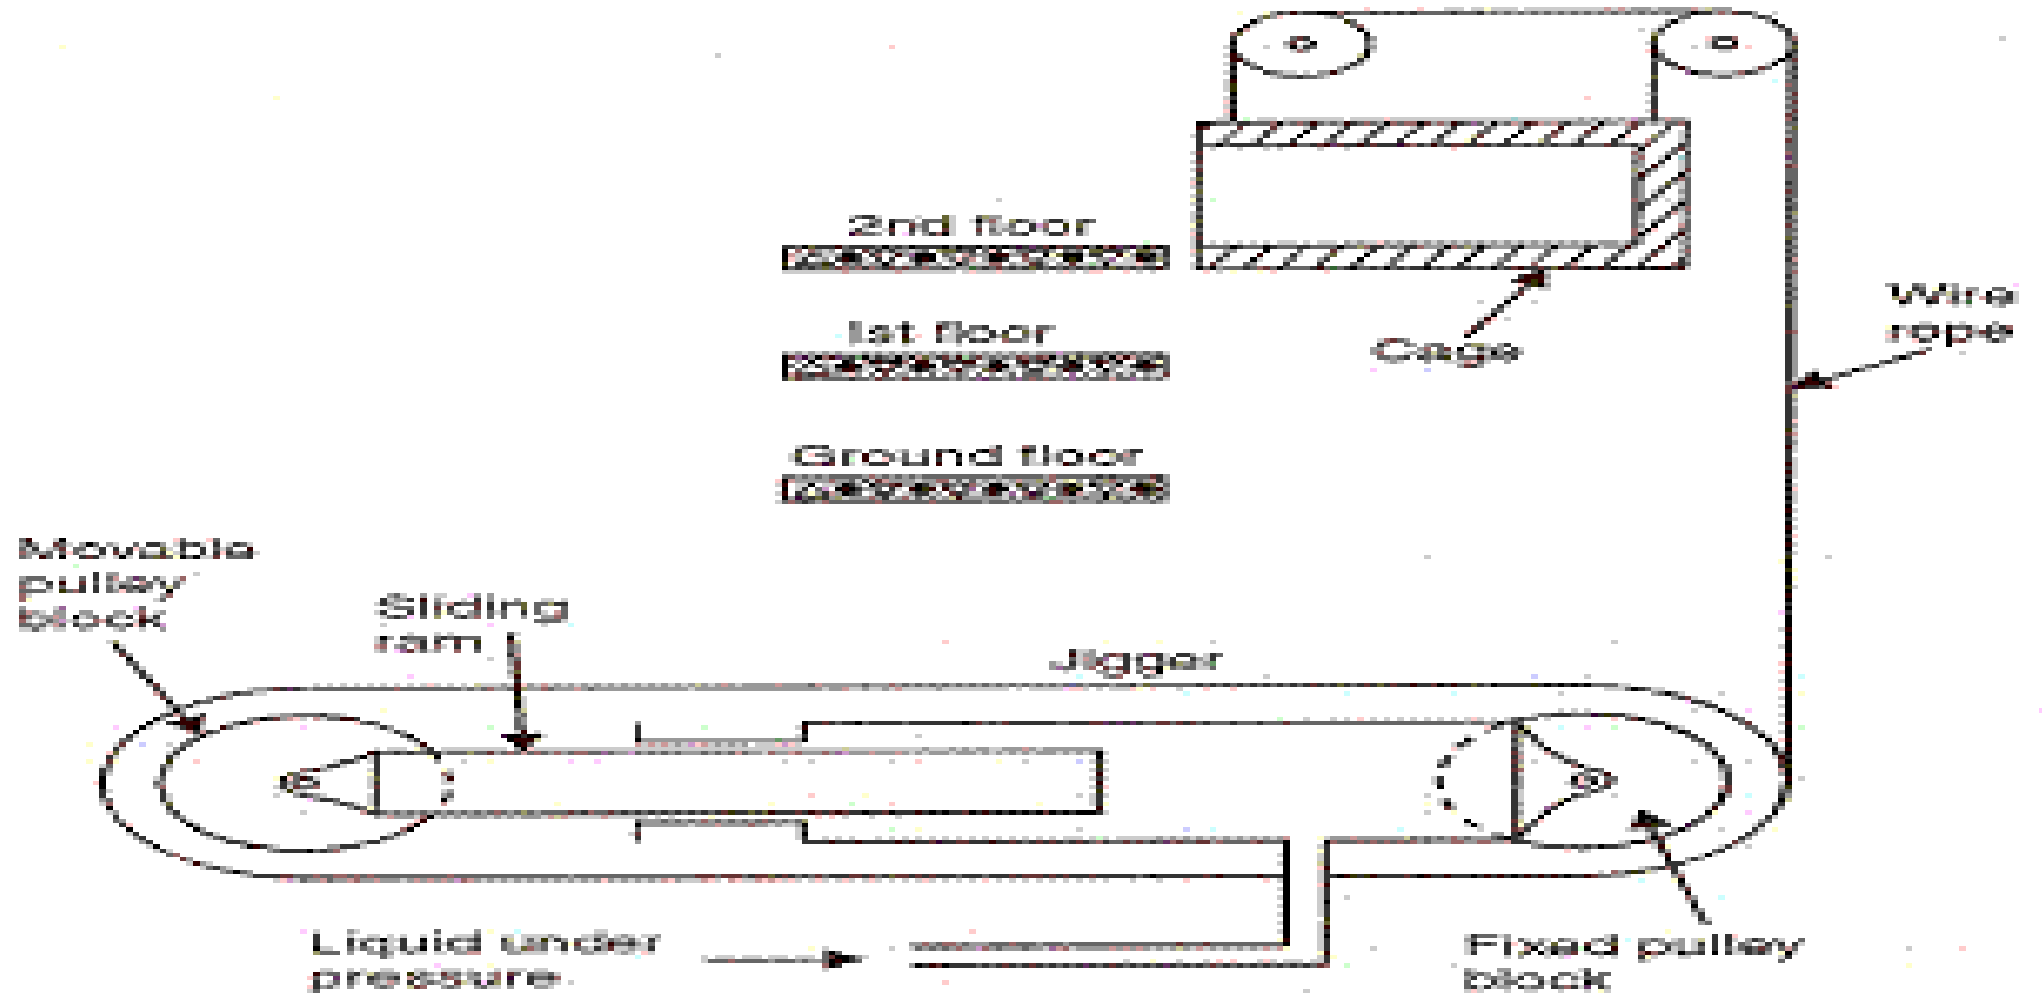 2nd floor
1st floor
Ground floor
Cage
Wire
rope
Movable
pulley
block
Sliding
ram
Jigger
Liquid under
pressure
Fixed pulley
block